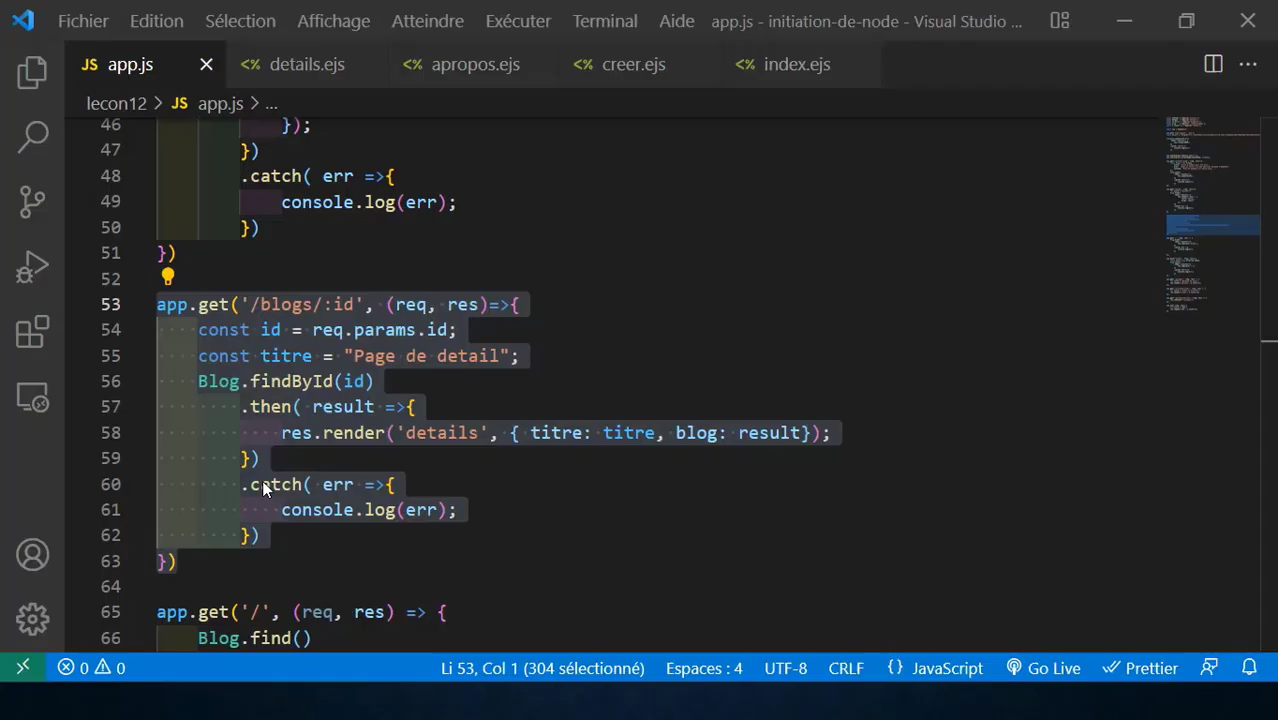 Fichier Edition Sélection Affichage Atteindre Exécuter Terminal Aide app.js - initiation-de-node - Visual Studio ...
JS app.js <%> details.ejs <%> apropos.ejs <%> creer.ejs <%> index.ejs
lecon12 > JS app.js > ...
46 });
47 })
48 .catch( err =>{
49 console.log(err);
50 })
51 })
52
53 app.get('/blogs/:id', (req, res)=>{
54 const id = req.params.id;
55 const titre = "Page de detail";
56 Blog.findById(id)
57 .then( result =>{
58 res.render('details', { titre: titre, blog: result});
59 })
60 .catch( err =>{
61 console.log(err);
62 })
63 })
64
65 app.get('/', (req, res) => {
66 Blog.find()
0 0 Li 53, Col 1 (304 sélectionné) Espaces : 4 UTF-8 CRLF {} JavaScript Go Live Prettier